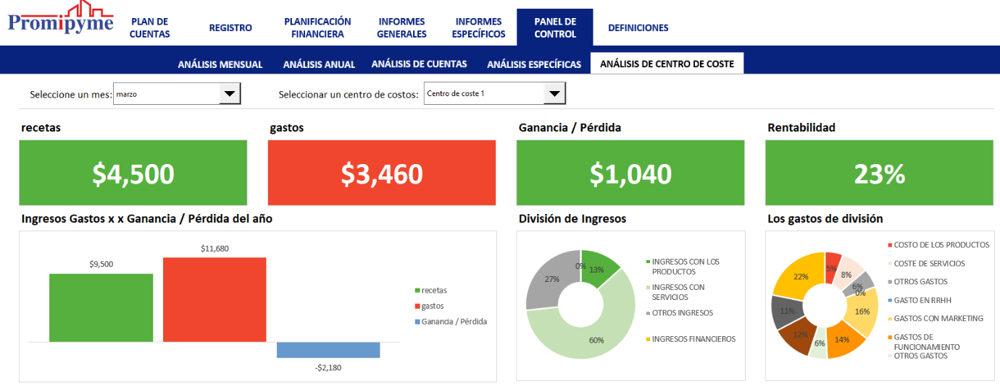 Promipyme
PLAN DE
CUENTAS
REGISTRO
PLANIFICACIÓN
FINANCIERA
INFORMES
GENERALES
INFORMES
ESPECÍFICOS
PANEL DE
CONTROL
DEFINICIONES
ANÁLISIS MENSUAL
ANÁLISIS ANUAL
ANÁLISIS DE CUENTAS
ANÁLISIS ESPECÍFICAS
ANÁLISIS DE CENTRO DE COSTE
Seleccione un mes:
marzo
Seleccionar un centro de costos:
Centro de coste 1
recetas
gastos
Ganancia / Pérdida
Rentabilidad
$4,500
$3,460
$1,040
23%
Ingresos Gastos x x Ganancia / Pérdida del año
$9,500
$11,680
-$2,180
recetas
gastos
Ganancia / Pérdida
División de Ingresos
0%
13%
27%
60%
INGRESOS CON LOS
PRODUCTOS
INGRESOS CON
SERVICIOS
OTROS INGRESOS
INGRESOS FINANCIEROS
Los gastos de división
5%
8%
6%
0%
16%
14%
6%
12%
11%
22%
COSTO DE LOS PRODUCTOS
COSTE DE SERVICIOS
OTROS GASTOS
GASTO EN RRHH
GASTOS CON MARKETING
GASTOS DE
FUNCIONAMIENTO
OTROS GASTOS